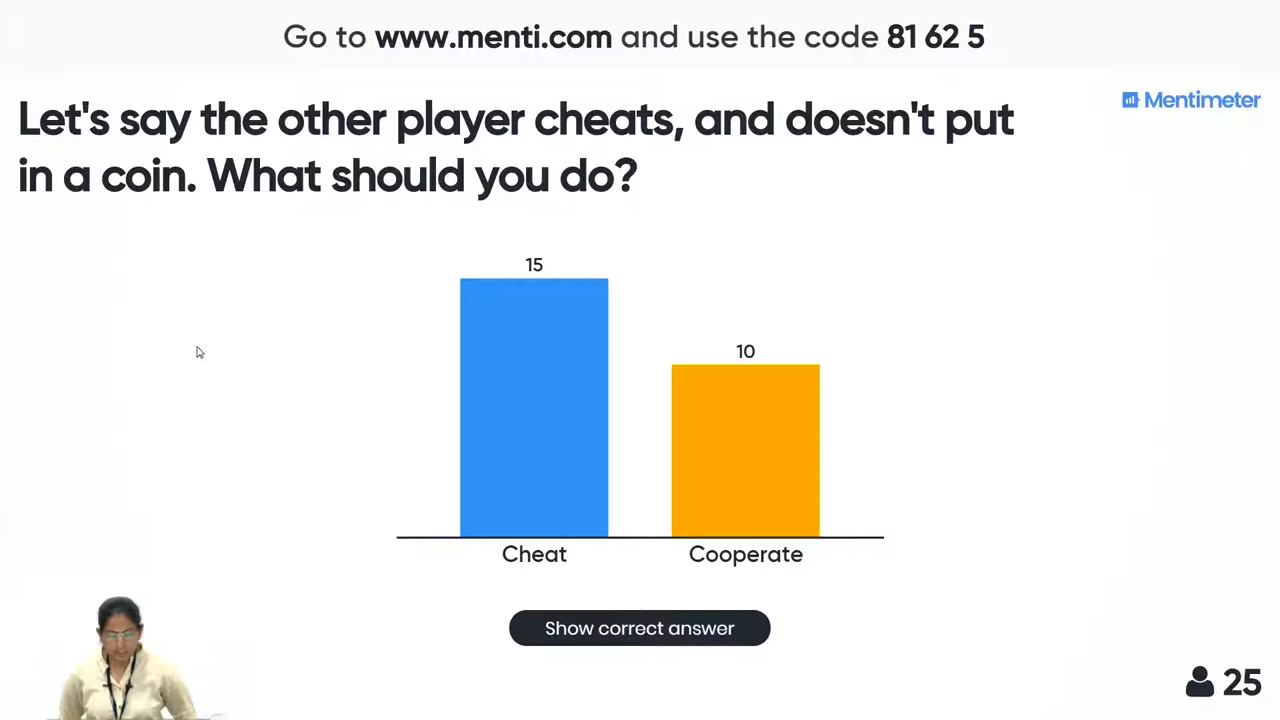 Go to www.menti.com and use the code 81 62 5
Mentimeter
Let's say the other player cheats, and doesn't put
in a coin. What should you do?
15
10
Cheat
Cooperate
Show correct answer
25